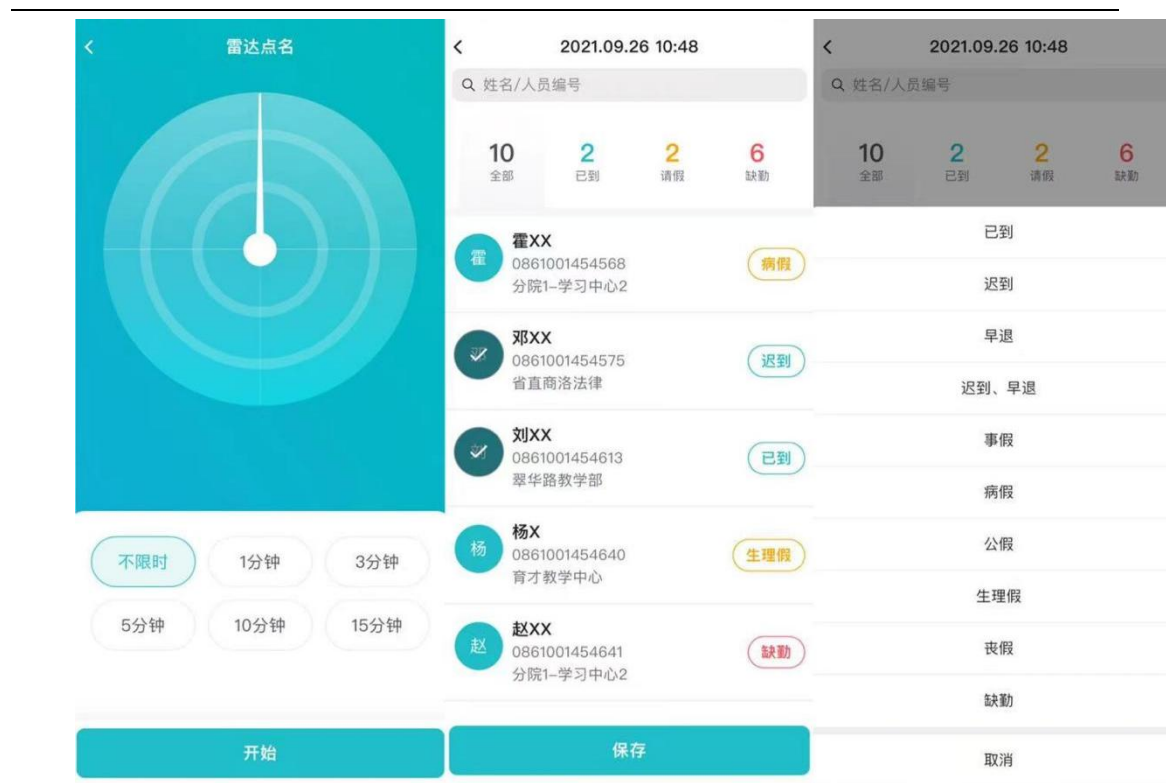 雷达点名
不限时
1分钟
3分钟
5分钟
10分钟
15分钟
开始
2021.09.26 10:48
姓名/人员编号
10
2
2
6
全部
已到
请假
缺勤
霍
霍XX
0861001454568
分院1-学习中心2
病假
邓XX
0861001454575
省直商洛法律
迟到
刘XX
0861001454613
翠华路教学部
已到
杨
杨X
0861001454640
育才教学中心
生理假
赵
赵XX
0861001454641
分院1-学习中心2
缺勤
保存
2021.09.26 10:48
姓名/人员编号
10
2
2
6
全部
已到
请假
缺勤
已到
迟到
早退
迟到、早退
事假
病假
公假
生理假
丧假
缺勤
取消